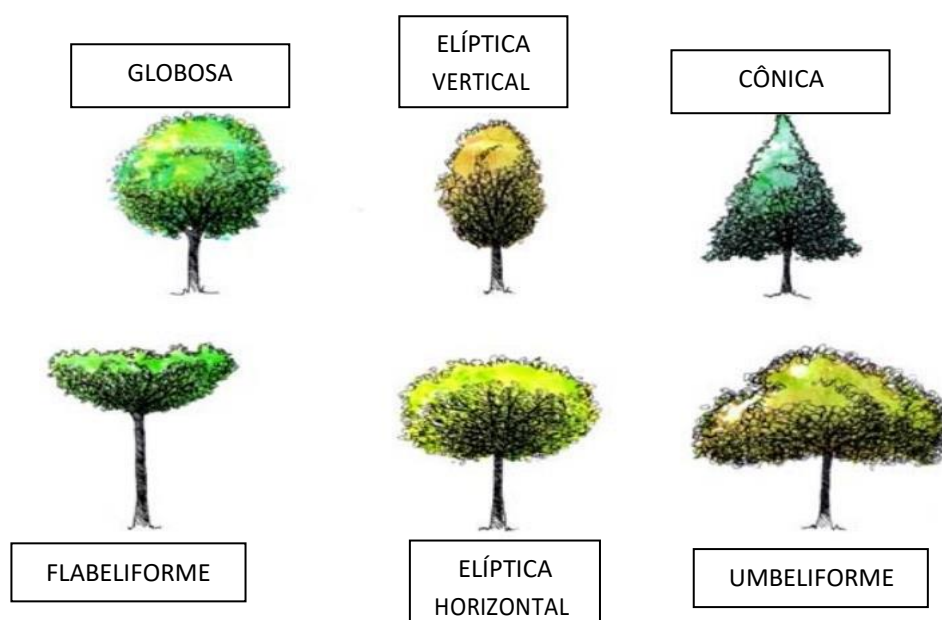 GLOBOSA
ELÍPTICA
VERTICAL
CÔNICA
FLABELIFORME
ELÍPTICA
HORIZONTAL
UMBELIFORME